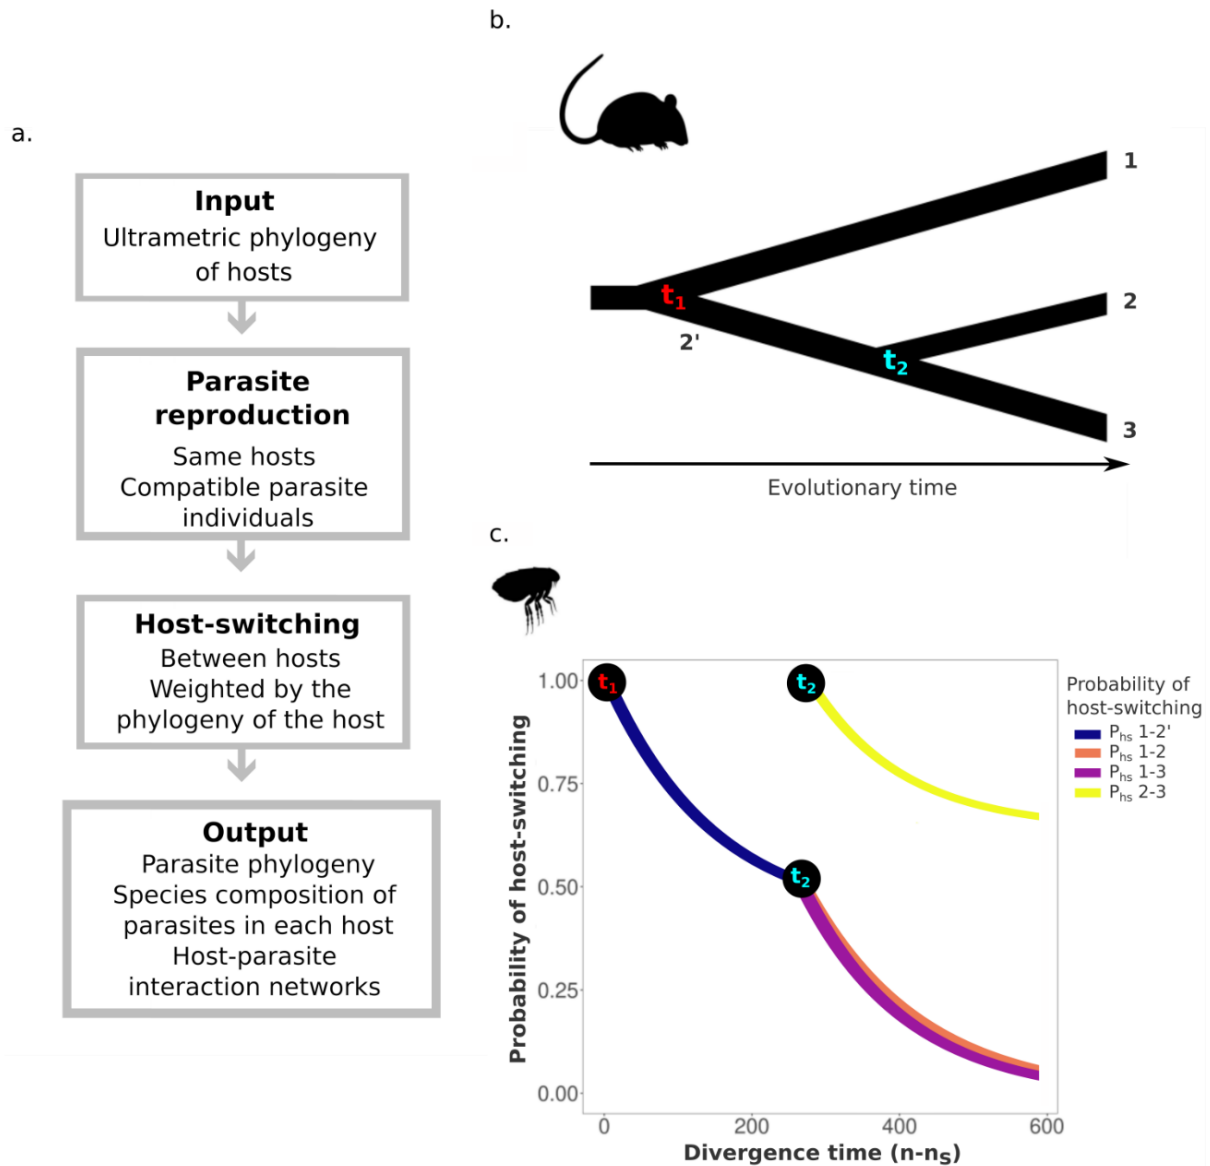 a.
Input
Ultrametric phylogeny
of hosts
Parasite
reproduction
Same hosts
Compatible parasite
individuals
Host-switching
Between hosts
Weighted by the
phylogeny of the host
Output
Parasite phylogeny
Species composition of
parasites in each host
Host-parasite
interaction networks
b.
1
t1
2
2'
t2
3
Evolutionary time
c.
Probability of host-switching
1.00
0.75
0.50
0.25
0.00
t1
t2
t2
0
200
400
600
Divergence time (n-ns)
Probability of
host-switching
Phs 1-2'
Phs 1-2
Phs 1-3
Phs 2-3